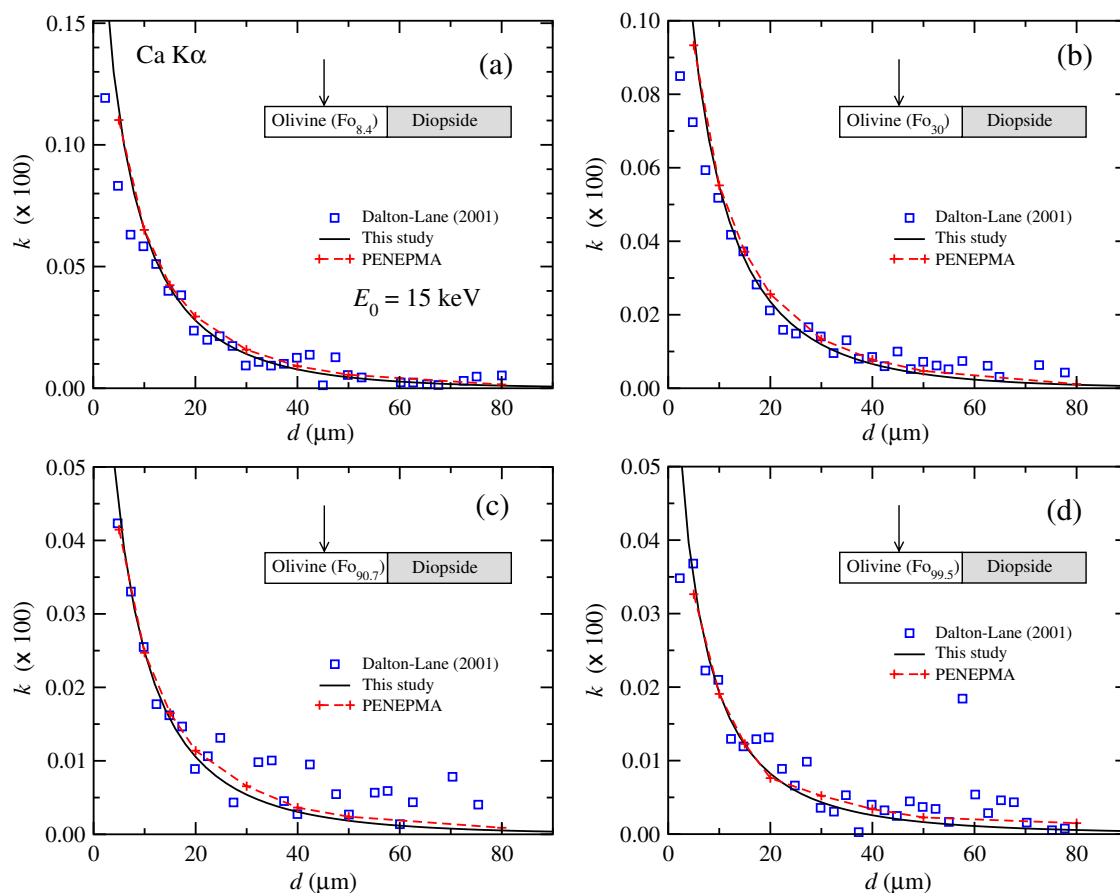 0.15
0.10
0.05
0.00
k (x 100)
Ca Kα
(a)
Olivine (Fo8.4) Diopside
Dalton-Lane (2001)
This study
PENEPMA
E0 = 15 keV
0 20 40 60 80
d (μm)
0.10
0.08
0.06
0.04
0.02
0.00
k (x 100)
(b)
Olivine (Fo30) Diopside
Dalton-Lane (2001)
This study
PENEPMA
0 20 40 60 80
d (μm)
0.05
0.04
0.03
0.02
0.01
0.00
k (x 100)
(c)
Olivine (Fo90.7) Diopside
Dalton-Lane (2001)
This study
PENEPMA
0 20 40 60 80
d (μm)
0.05
0.04
0.03
0.02
0.01
0.00
k (x 100)
(d)
Olivine (Fo99.5) Diopside
Dalton-Lane (2001)
This study
PENEPMA
0 20 40 60 80
d (μm)